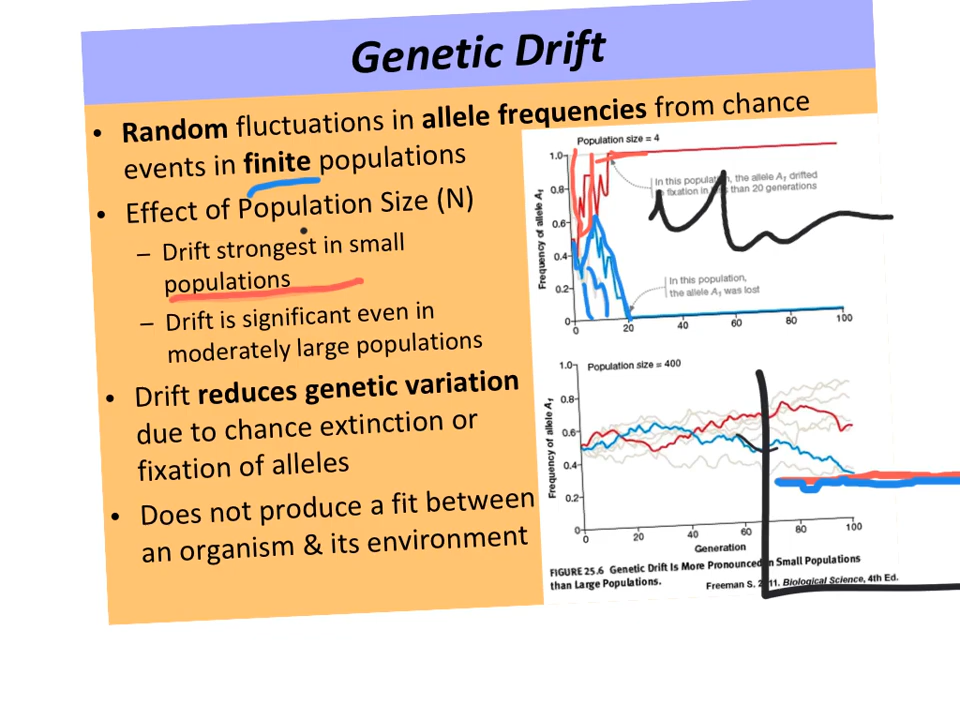 Genetic Drift
• Random fluctuations in allele frequencies from chance
events in finite populations
• Effect of Population Size (N)
– Drift strongest in small
populations
– Drift is significant even in
moderately large populations
• Drift reduces genetic variation
due to chance extinction or
fixation of alleles
• Does not produce a fit between
an organism & its environment
Population size = 4
Frequency of allele A1
1.0
0.8
0.6
0.4
0.2
0
In this population, the allele A1 drifted
to fixation in less than 20 generations
In this population,
the allele A1 was lost
0 20 40 60 80 100
Population size = 400
Frequency of allele A1
1.0
0.8
0.6
0.4
0.2
0
0 20 40 60 80 100
Generation
FIGURE 25.6 Genetic Drift Is More Pronounced in Small Populations
than Large Populations.
Freeman S. 2011. Biological Science, 4th Ed.